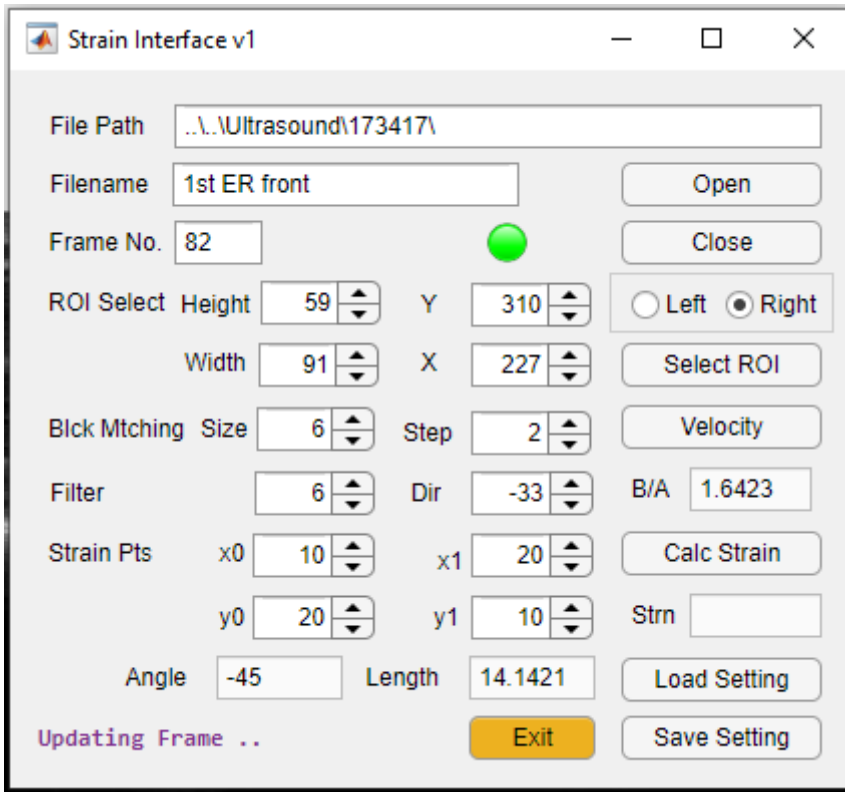 Strain Interface v1
File Path ..\..\Ultrasound\173417\
Filename 1st ER front Open
Frame No. 82 Close
ROI Select Height 59 Y 310 Left Right
Width 91 X 227 Select ROI
Blck Mtching Size 6 Step 2 Velocity
Filter 6 Dir -33 B/A 1.6423
Strain Pts x0 10 x1 20 Calc Strain
y0 20 y1 10 Strn
Angle -45 Length 14.1421 Load Setting
Updating Frame .. Exit Save Setting